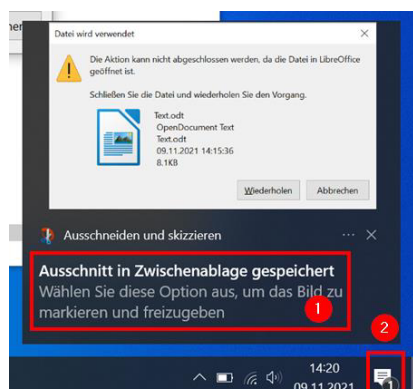 Datei wird verwendet
Die Aktion kann nicht abgeschlossen werden, da die Datei in LibreOffice
geöffnet ist.
Schließen Sie die Datei und wiederholen Sie den Vorgang.
Text.odt
OpenDocument Text
Text.odt
09.11.2021 14:15:36
8.1KB
Wiederholen Abbrechen
Ausschneiden und skizzieren
Ausschnitt in Zwischenablage gespeichert
Wählen Sie diese Option aus, um das Bild zu
markieren und freizugeben
1
2
14:20
09.11.2021
1